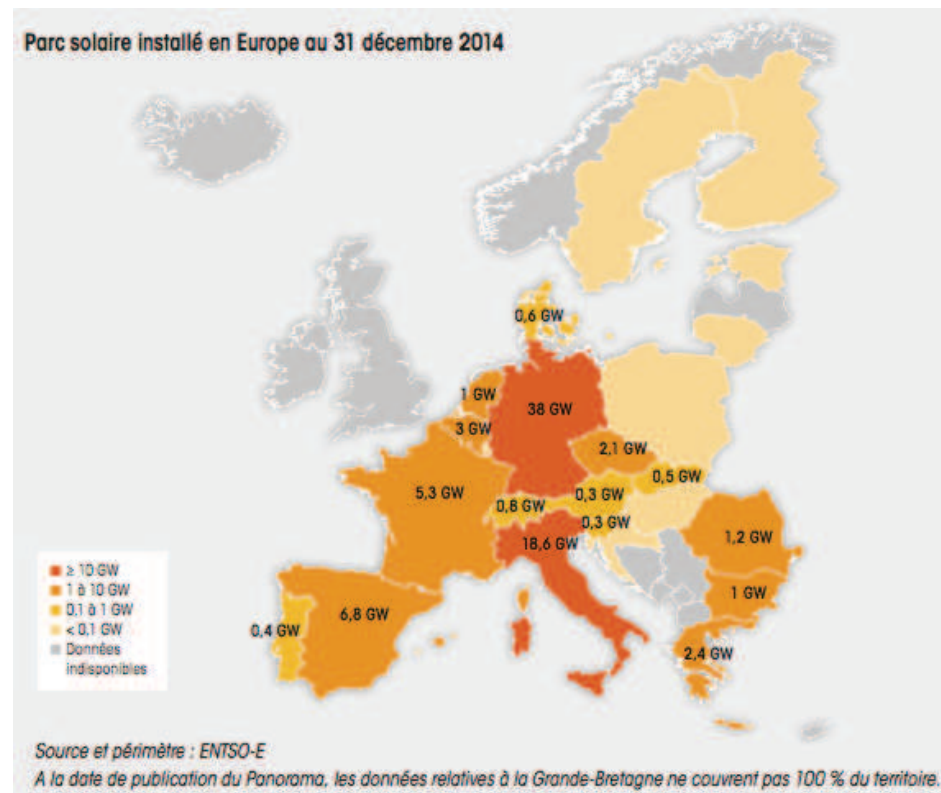 Parc solaire installé en Europe au 31 décembre 2014
0,6 GW
1 GW
38 GW
3 GW
2,1 GW
5,3 GW
0,5 GW
0,8 GW
0,3 GW
0,3 GW
18,6 GW
1,2 GW
1 GW
6,8 GW
0,4 GW
2,4 GW
≥ 10 GW
1 à 10 GW
0,1 à 1 GW
< 0,1 GW
Données
indisponibles
Source et périmètre : ENTSO-E
A la date de publication du Panorama, les données relatives à la Grande-Bretagne ne couvrent pas 100 % du territoire.